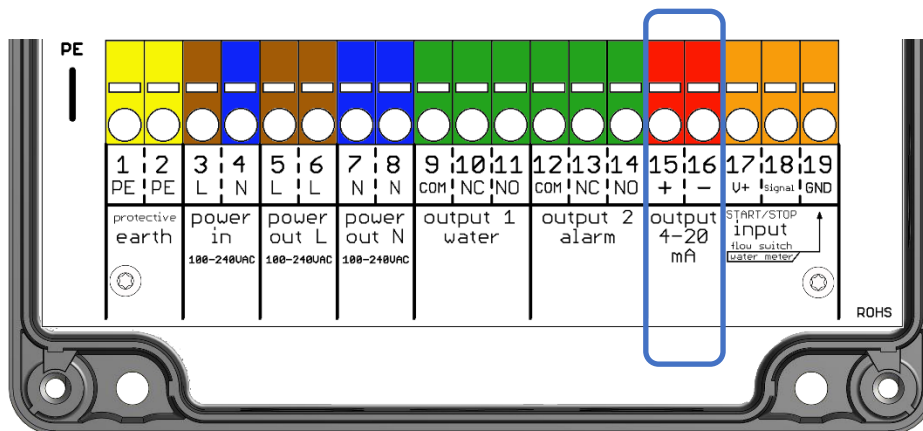 PE
1 2 3 4 5 6 7 8 9 10 11 12 13 14 15 16 17 18 19
PE PE L N L L N N COM NC NO COM NC NO + - V+ Signal GND
protective
earth
power
in
100-240VAC
power
out L
100-240VAC
power
out N
100-240VAC
output 1
water
output 2
alarm
output
4-20
mA
START/STOP
input
flow switch
water meter
ROHS